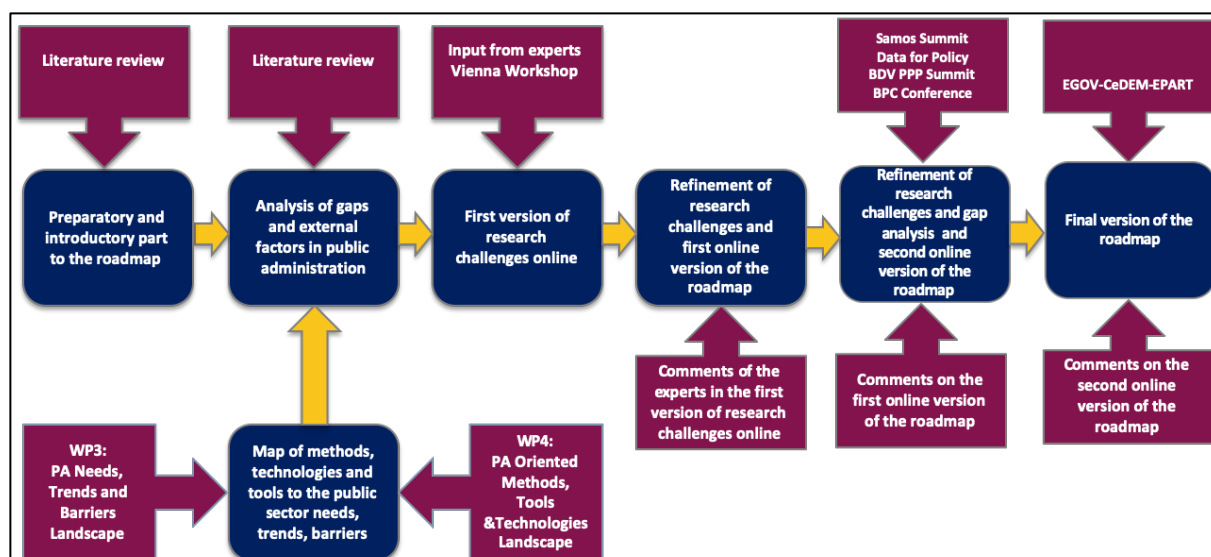 Literature review
Literature review
Input from experts
Vienna Workshop
Samos Summit
Data for Policy
BDV PPP Summit
BPC Conference
EGOV-CeDEM-EPART
Preparatory and
introductory part
to the roadmap
Analysis of gaps
and external
factors in public
administration
First version of
research
challenges online
Refinement of
research
challenges and
first online
version of the
roadmap
Refinement of
research
challenges and gap
analysis and
second online
version of the
roadmap
Final version of the
roadmap
Comments of the
experts in the first
version of research
challenges online
Comments on the
first online version
of the roadmap
Comments on the
second online
version of the
roadmap
WP3:
PA Needs,
Trends and
Barriers
Landscape
Map of methods,
technologies and
tools to the public
sector needs,
trends, barriers
WP4:
PA Oriented
Methods,
Tools
&Technologies
Landscape